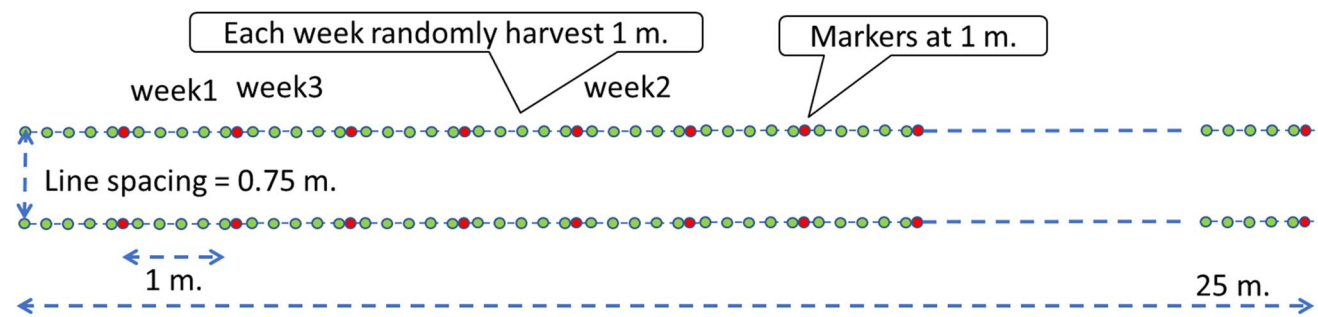 Each week randomly harvest 1 m.
Markers at 1 m.
week1 week3
week2
Line spacing = 0.75 m.
1 m.
25 m.